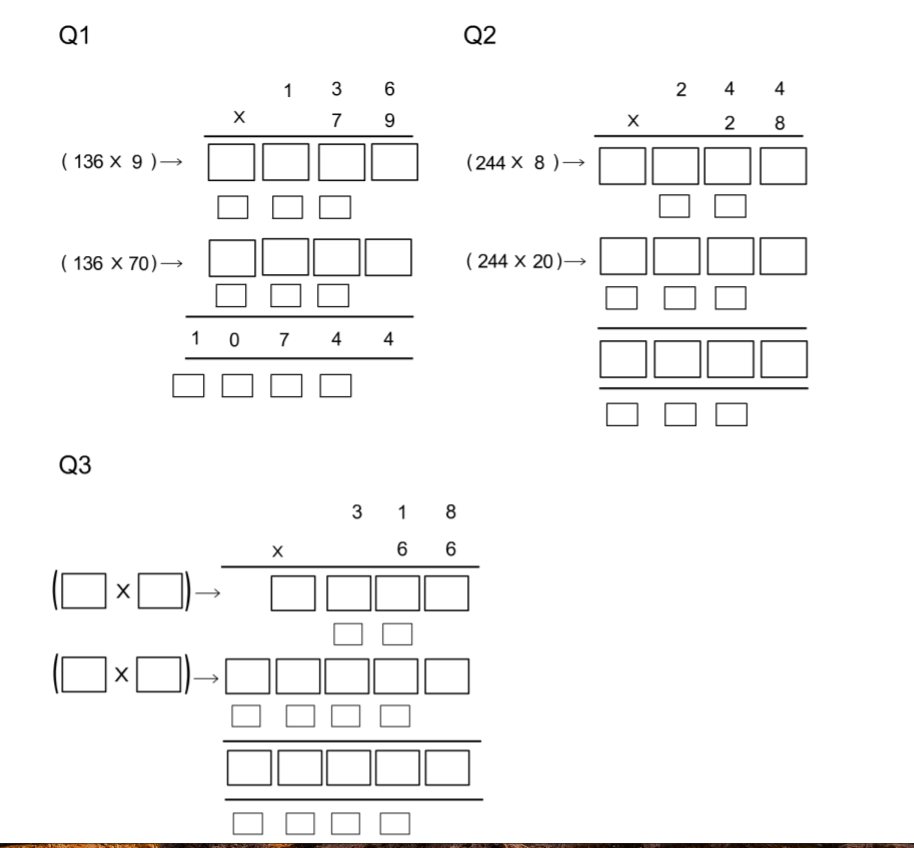 Q1
1 3 6
X 7 9
( 136 X 9 )→
( 136 X 70)→
1 0 7 4 4
Q2
2 4 4
X 2 8
(244 X 8 )→
( 244 X 20)→
Q3
3 1 8
X 6 6
( X )→
( X )→